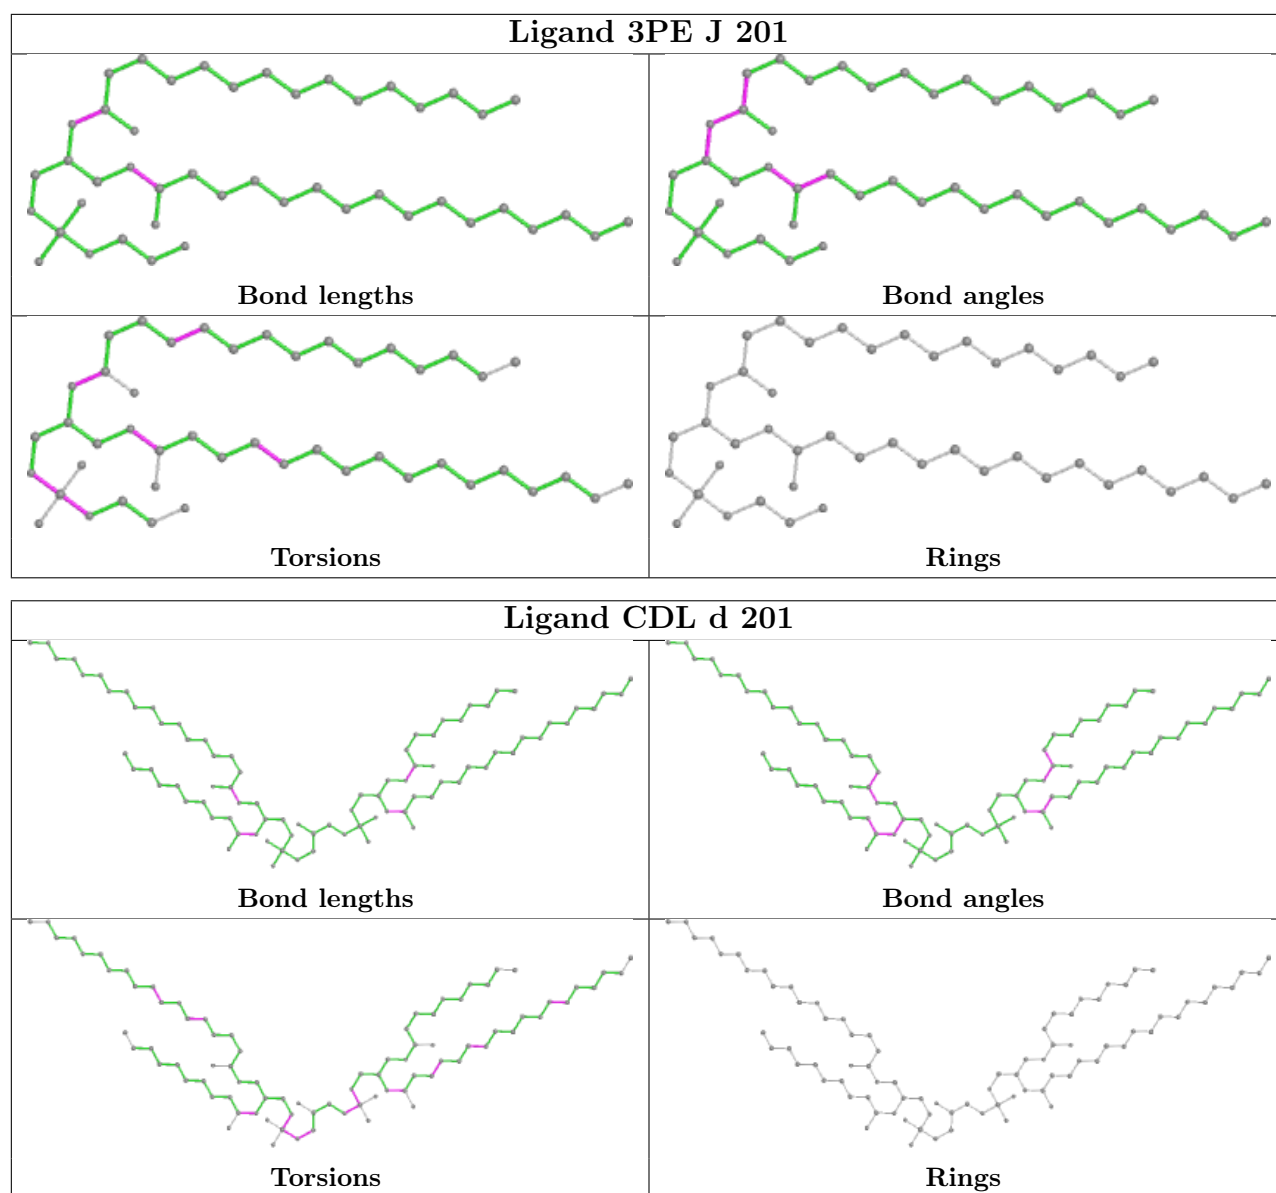 Ligand 3PE J 201
Bond lengths
Bond angles
Torsions
Rings
Ligand CDL d 201
Bond lengths
Bond angles
Torsions
Rings